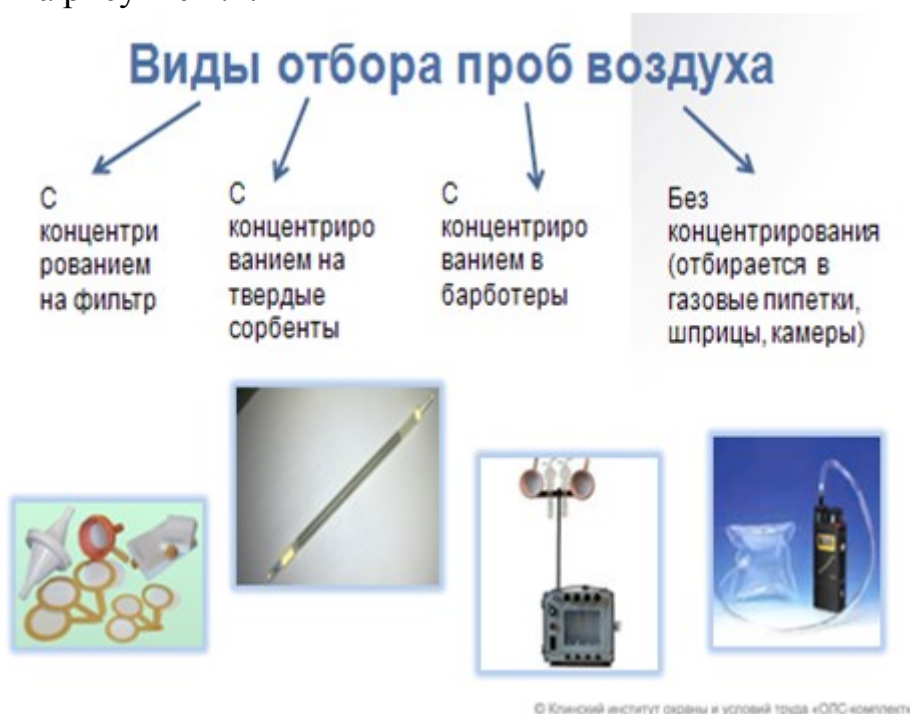 Виды отбора проб воздуха
С
концентри
рованием
на фильтр
С
концентриро
ванием на
твердые
сорбенты
С
концентриро
ванием в
барботеры
Без
концентрирования
(отбирается в
газовые пипетки,
шприцы, камеры)
© Клинский институт охраны и условий труда «ОЛС-комплект»